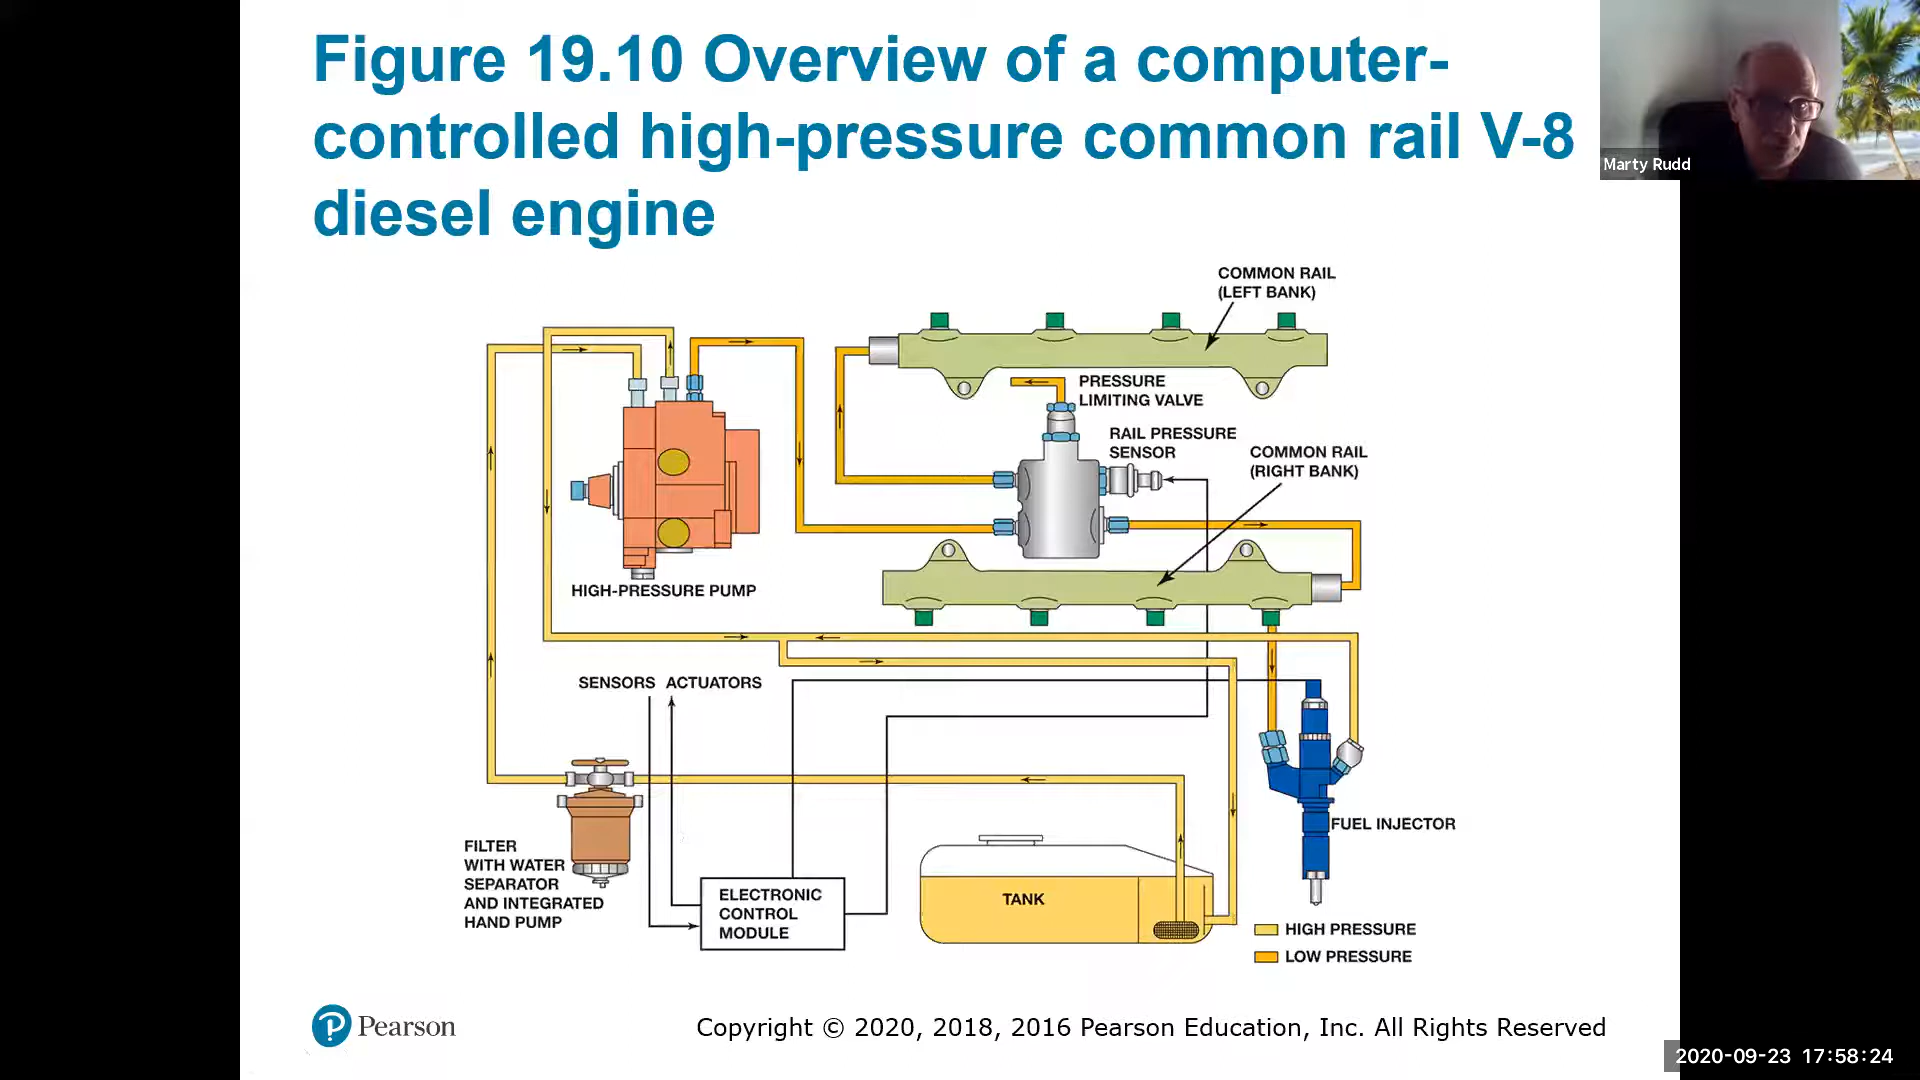 Figure 19.10 Overview of a computer-
controlled high-pressure common rail V-8
diesel engine
Marty Rudd
COMMON RAIL
(LEFT BANK)
PRESSURE
LIMITING VALVE
RAIL PRESSURE
SENSOR
COMMON RAIL
(RIGHT BANK)
HIGH-PRESSURE PUMP
SENSORS ACTUATORS
FUEL INJECTOR
FILTER
WITH WATER
SEPARATOR
AND INTEGRATED
HAND PUMP
ELECTRONIC
CONTROL
MODULE
TANK
HIGH PRESSURE
LOW PRESSURE
Pearson
Copyright © 2020, 2018, 2016 Pearson Education, Inc. All Rights Reserved
2020-09-23 17:58:24